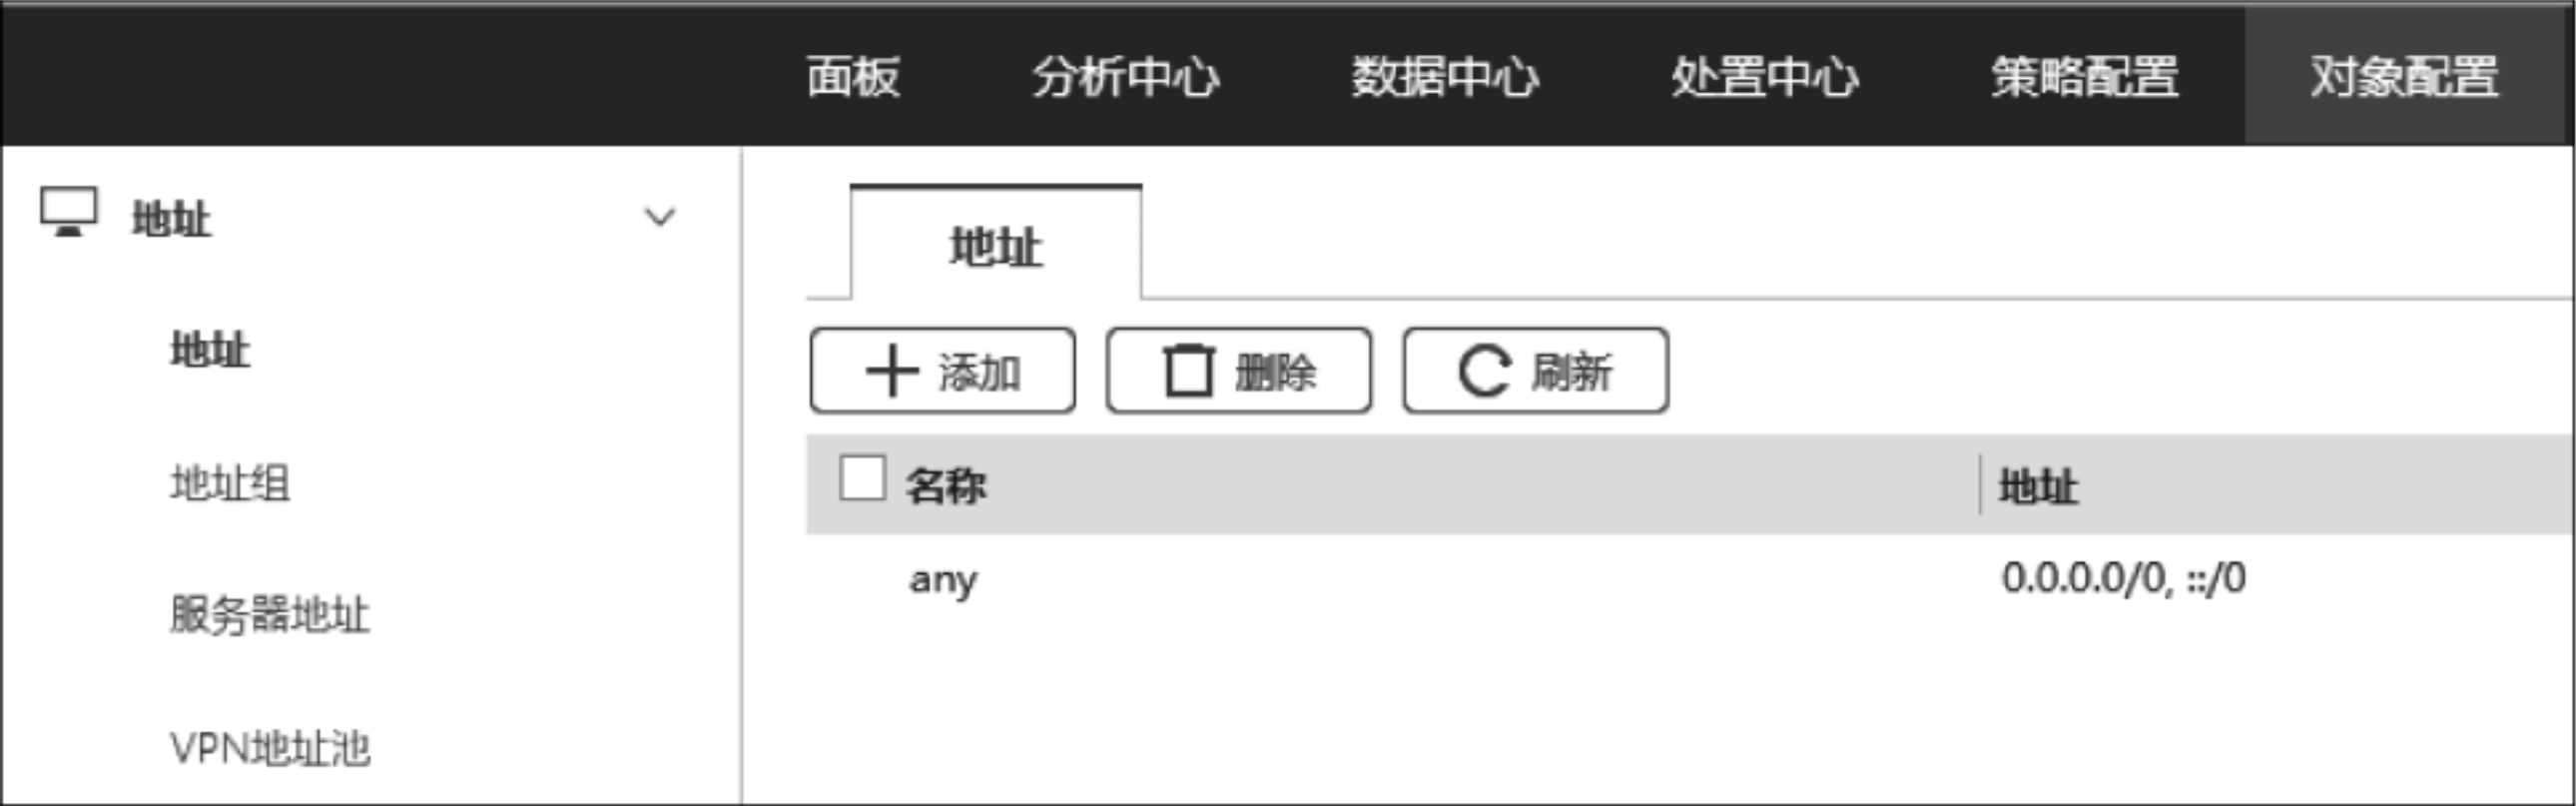 面板 分析中心 数据中心 处置中心 策略配置 对象配置
地址
地址
地址组
服务器地址
VPN地址池
地址
添加 删除 刷新
名称 地址
any 0.0.0.0/0, ::/0